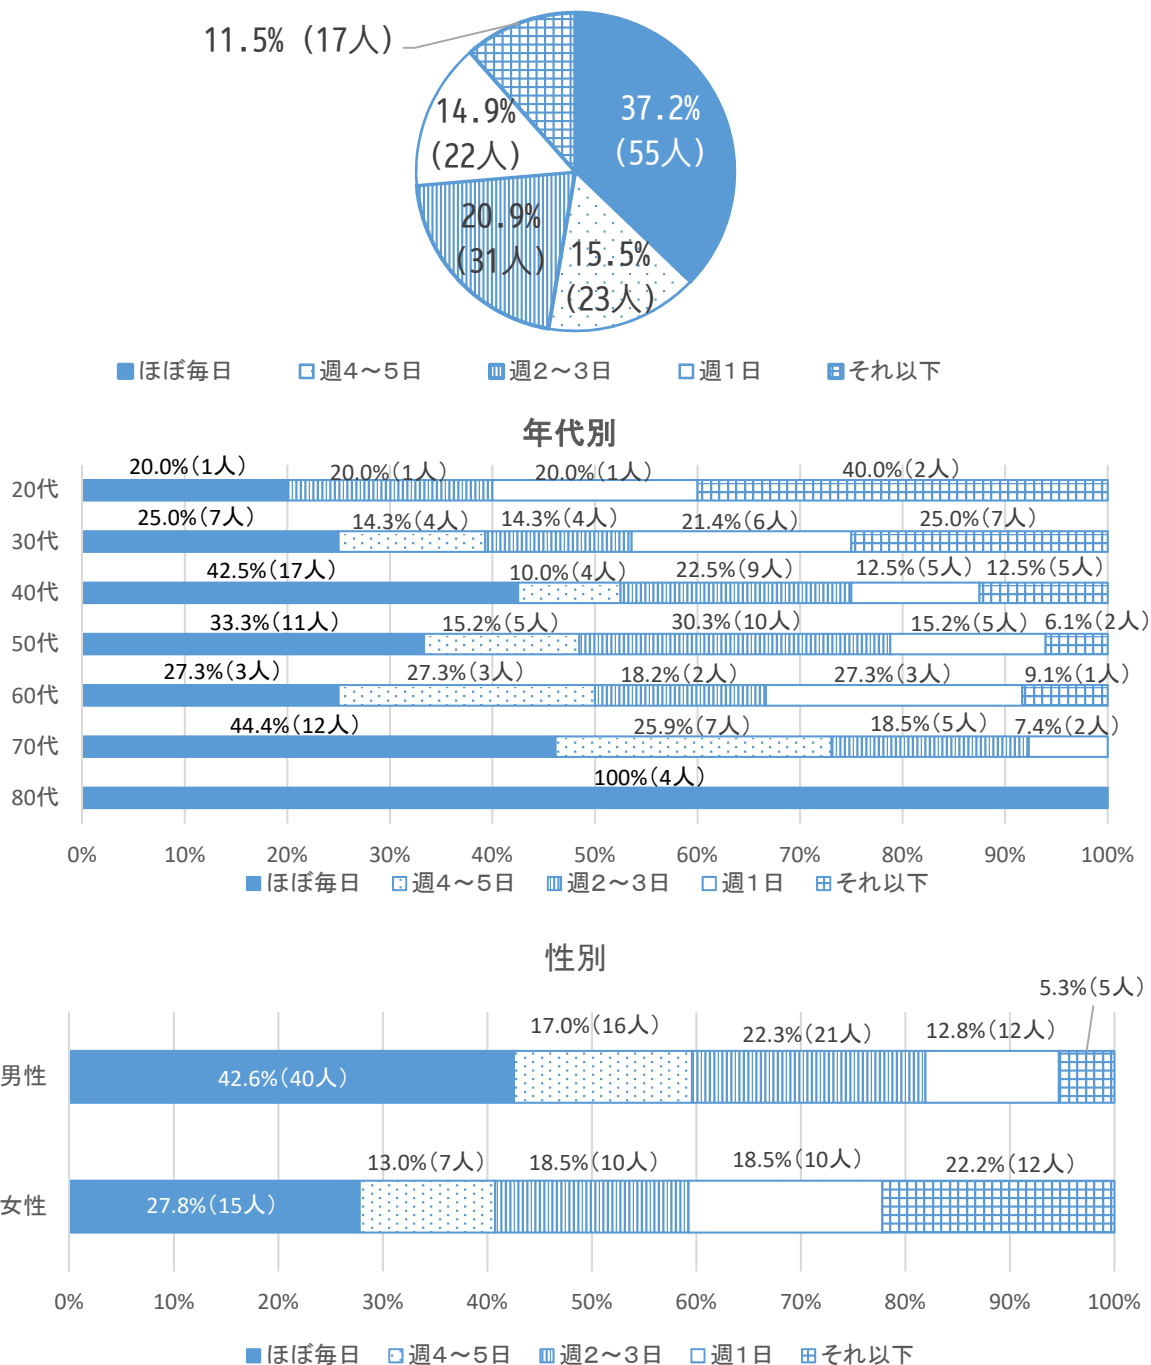 11.5% (17人)
37.2%
(55人)
14.9%
(22人)
20.9%
(31人)
15.5%
(23人)
ほぼ毎日 週4～5日 週2～3日 週1日 それ以下
年代別
20代 20.0%(1人) 20.0%(1人) 20.0%(1人) 40.0%(2人)
30代 25.0%(7人) 14.3%(4人) 14.3%(4人) 21.4%(6人) 25.0%(7人)
40代 42.5%(17人) 10.0%(4人) 22.5%(9人) 12.5%(5人) 12.5%(5人)
50代 33.3%(11人) 15.2%(5人) 30.3%(10人) 15.2%(5人) 6.1%(2人)
60代 27.3%(3人) 27.3%(3人) 18.2%(2人) 27.3%(3人) 9.1%(1人)
70代 44.4%(12人) 25.9%(7人) 18.5%(5人) 7.4%(2人)
80代 100%(4人)
0% 10% 20% 30% 40% 50% 60% 70% 80% 90% 100%
ほぼ毎日 週4～5日 週2～3日 週1日 それ以下
性別
5.3%(5人)
男性 42.6%(40人) 17.0%(16人) 22.3%(21人) 12.8%(12人)
女性 27.8%(15人) 13.0%(7人) 18.5%(10人) 18.5%(10人) 22.2%(12人)
0% 10% 20% 30% 40% 50% 60% 70% 80% 90% 100%
ほぼ毎日 週4～5日 週2～3日 週1日 それ以下